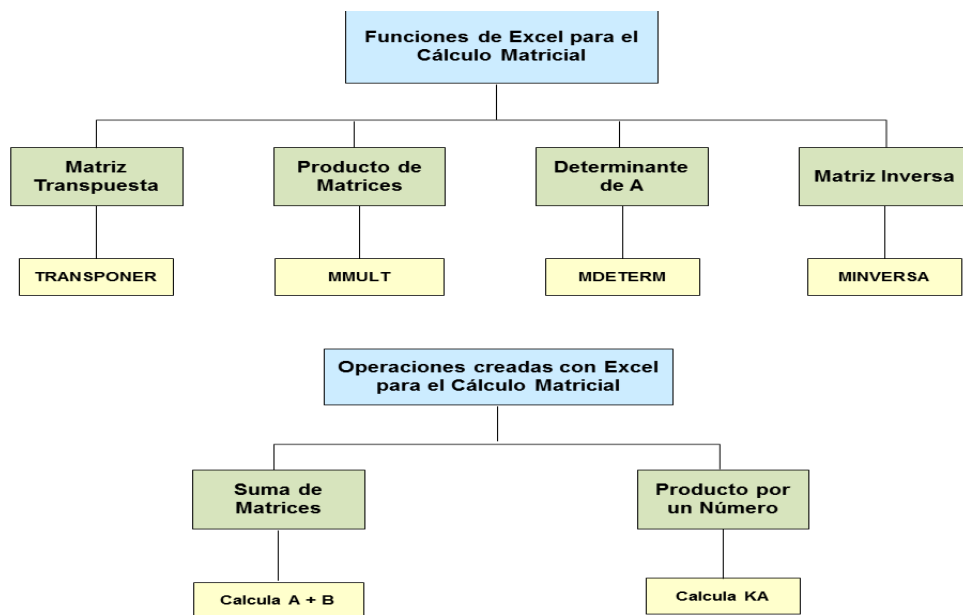 Funciones de Excel para el
Cálculo Matricial
Matriz
Transpuesta
Producto de
Matrices
Determinante
de A
Matriz Inversa
TRANSPONER
MMULT
MDETERM
MINVERSA
Operaciones creadas con Excel
para el Cálculo Matricial
Suma de
Matrices
Producto por
un Número
Calcula A + B
Calcula KA